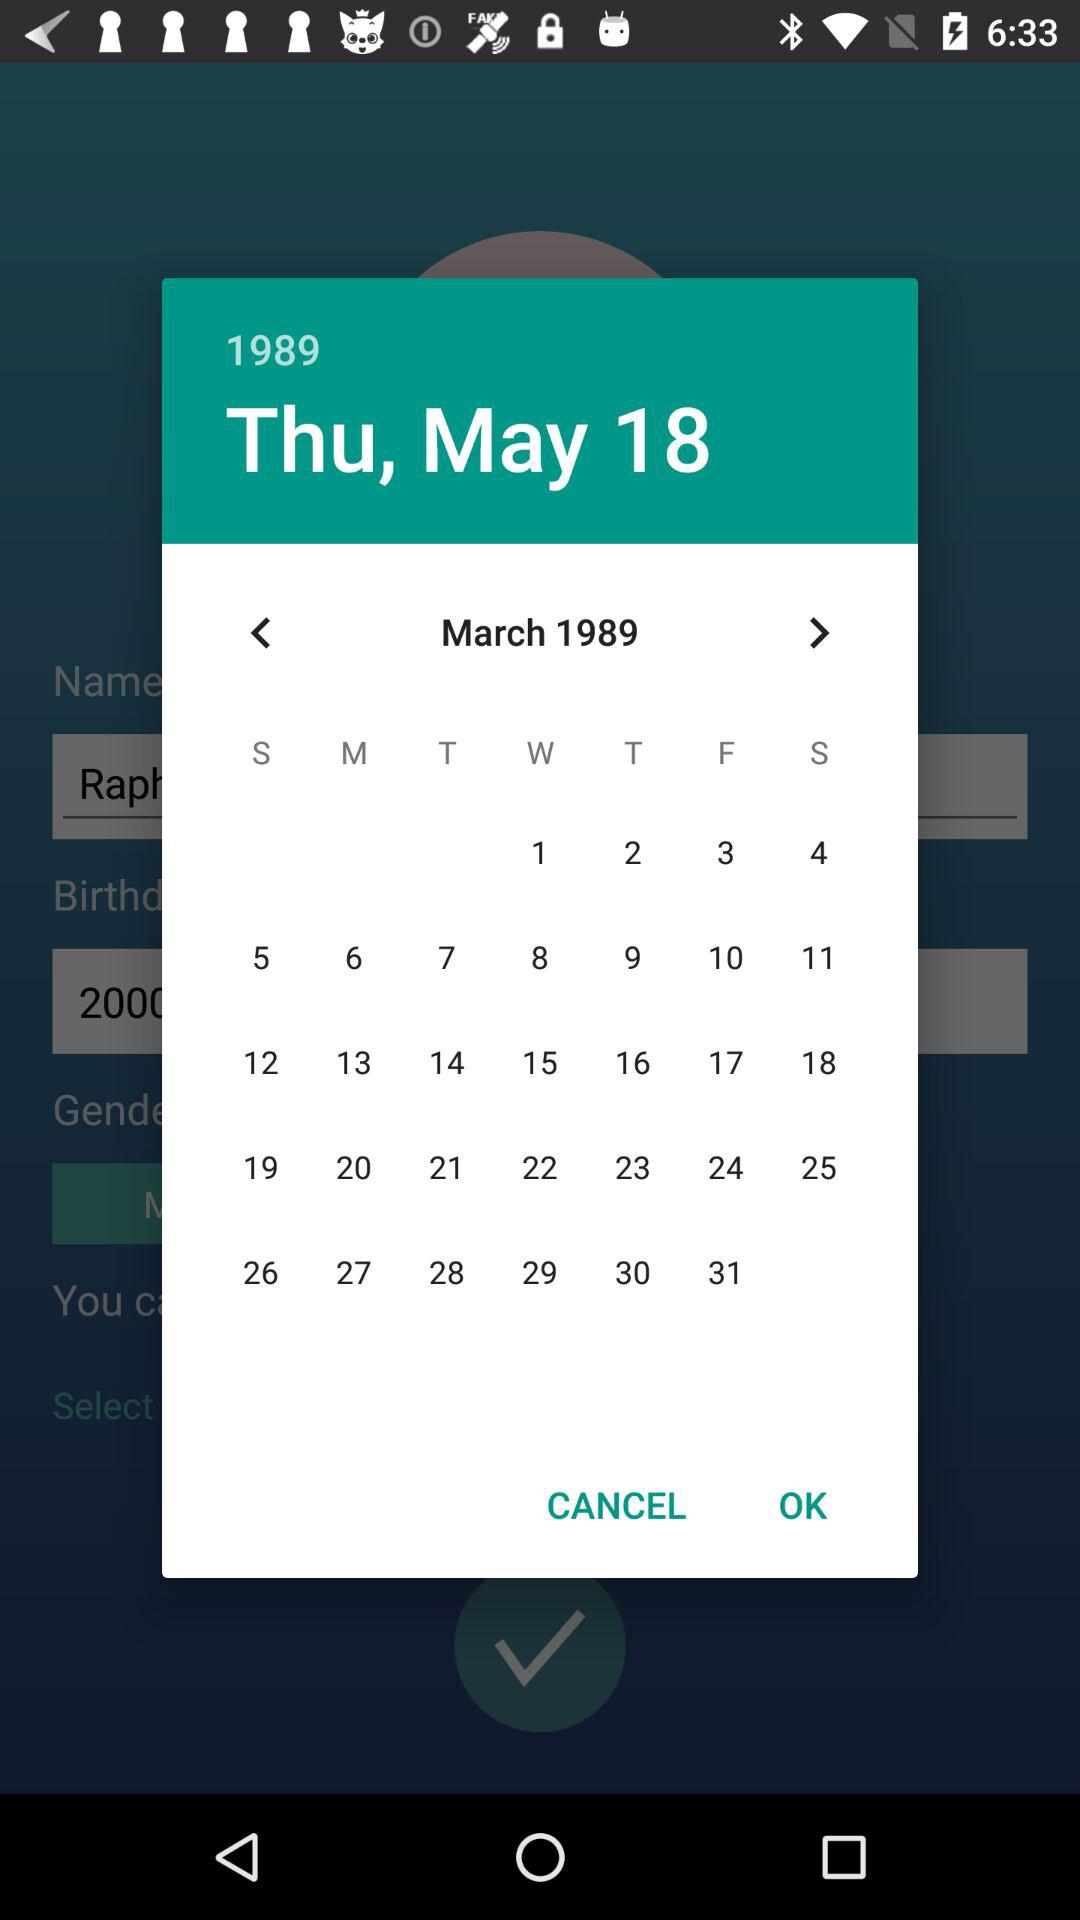 FAKE 6:33
1989
Thu, May 18
March 1989
Name
S M T W T F S
Raph
1 2 3 4
Birthd
5 6 7 8 9 10 11
2000
12 13 14 15 16 17 18
Gende
19 20 21 22 23 24 25
M
26 27 28 29 30 31
You ca
Select
CANCEL OK